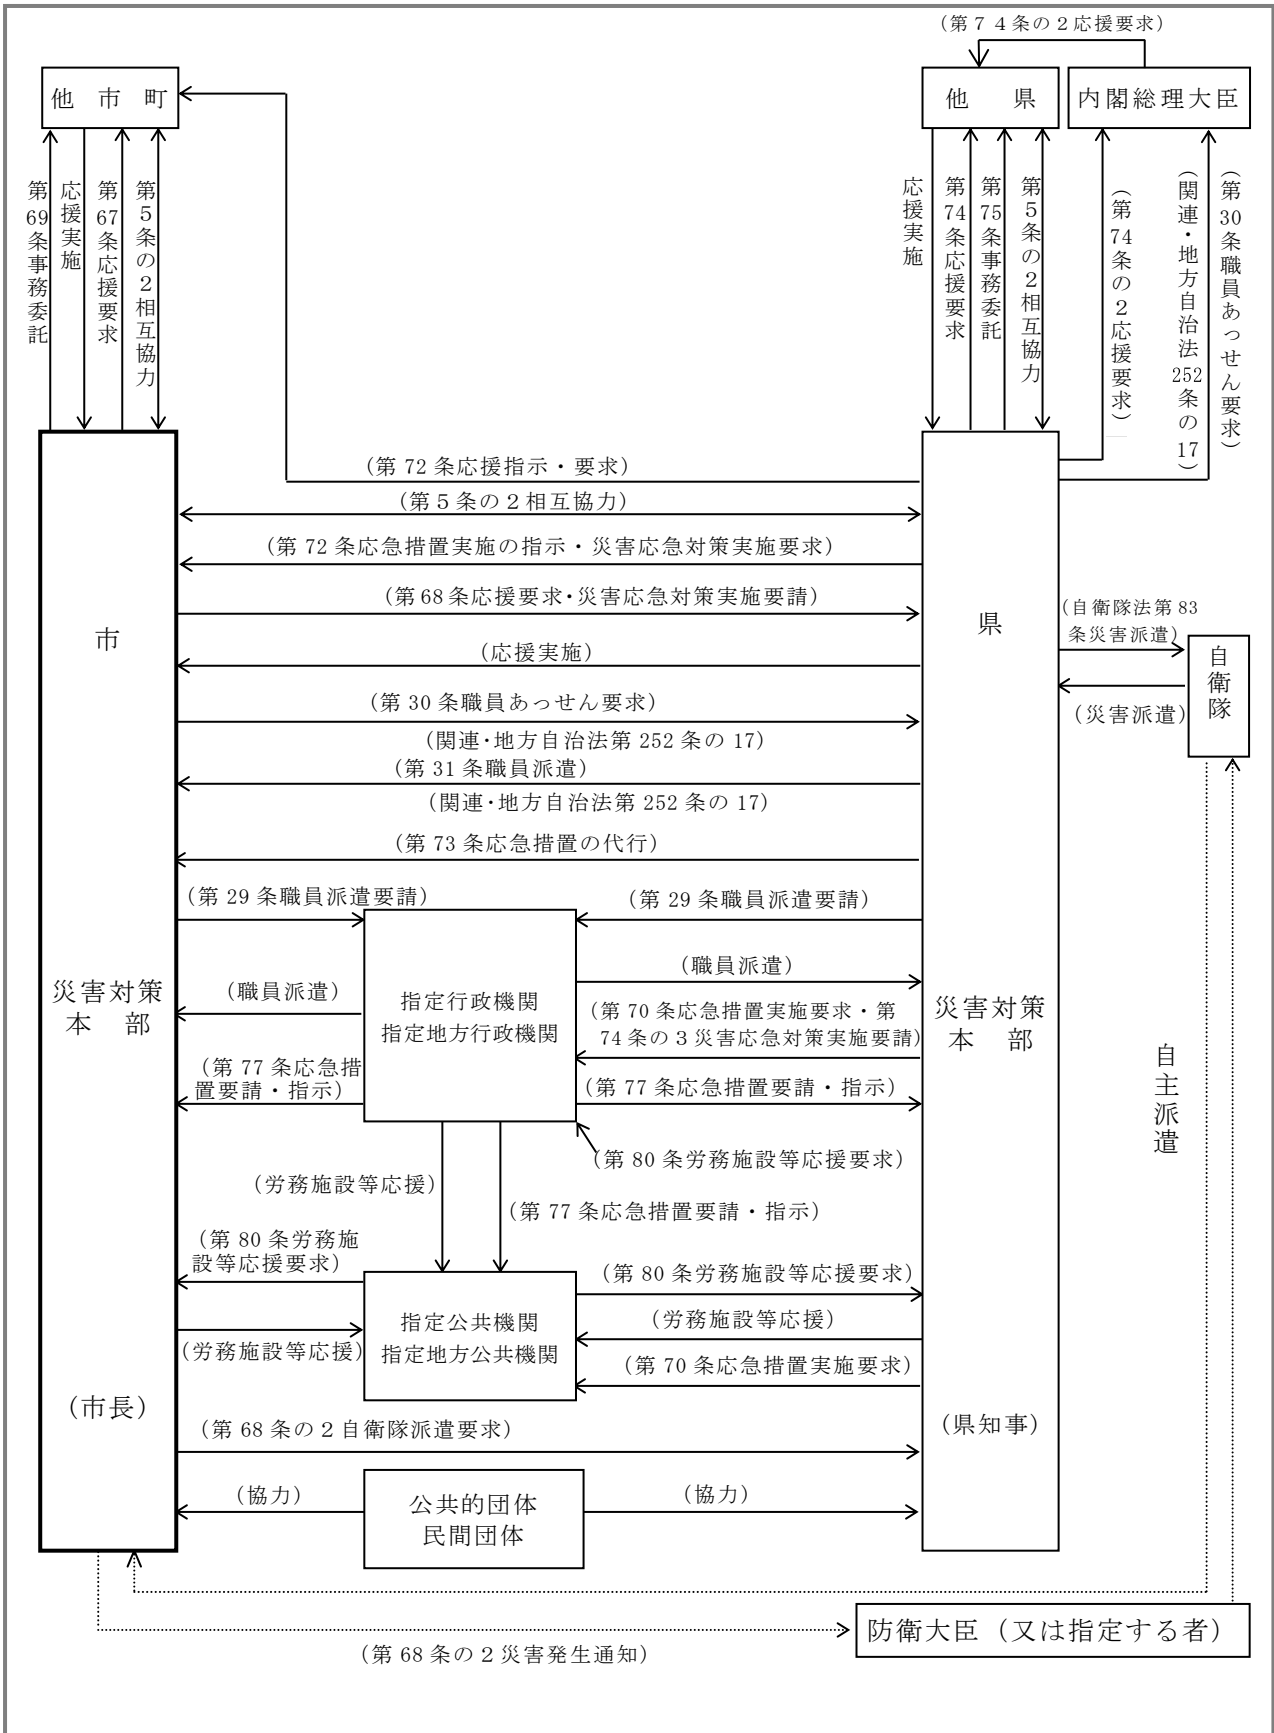 （第７４条の２応援要求）
他　市　町
他　　県
内閣総理大臣
第69条事務委託
応援実施
第67条応援要求
第５条の２相互協力
応援実施
第74条応援要求
第75条事務委託
第５条の２相互協力
（第74条の２応援要求）
（関連・地方自治法252条の17）
（第30条職員あっせん要求）
（第 72 条応援指示・要求）
（第５条の２相互協力）
（第 72 条応急措置実施の指示・災害応急対策実施要求）
（第 68 条応援要求・災害応急対策実施要請）
（自衛隊法第 83
条災害派遣）
市
県
自衛隊
（応援実施）
（第 30 条職員あっせん要求）
（災害派遣）
（関連・地方自治法第 252 条の 17）
（第 31 条職員派遣）
（関連・地方自治法第 252 条の 17）
（第 73 条応急措置の代行）
（第 29 条職員派遣要請）
（第 29 条職員派遣要請）
（職員派遣）
（職員派遣）
災害対策
本　部
指定行政機関
指定地方行政機関
（第 70 条応急措置実施要求・第
74 条の３災害応急対策実施要請）
災害対策
本　部
自主派遣
（第 77 条応急措
置要請・指示）
（第 77 条応急措置要請・指示）
（第 80 条労務施設等応援要求）
（労務施設等応援）
（第 77 条応急措置要請・指示）
（第 80 条労務施
設等応援要求）
（第 80 条労務施設等応援要求）
指定公共機関
指定地方公共機関
（労務施設等応援）
（労務施設等応援）
（第 70 条応急措置実施要求）
（市長）
（県知事）
（第 68 条の２自衛隊派遣要求）
（協力）
公共的団体
民間団体
（協力）
防衛大臣（又は指定する者）
（第 68 条の２災害発生通知）